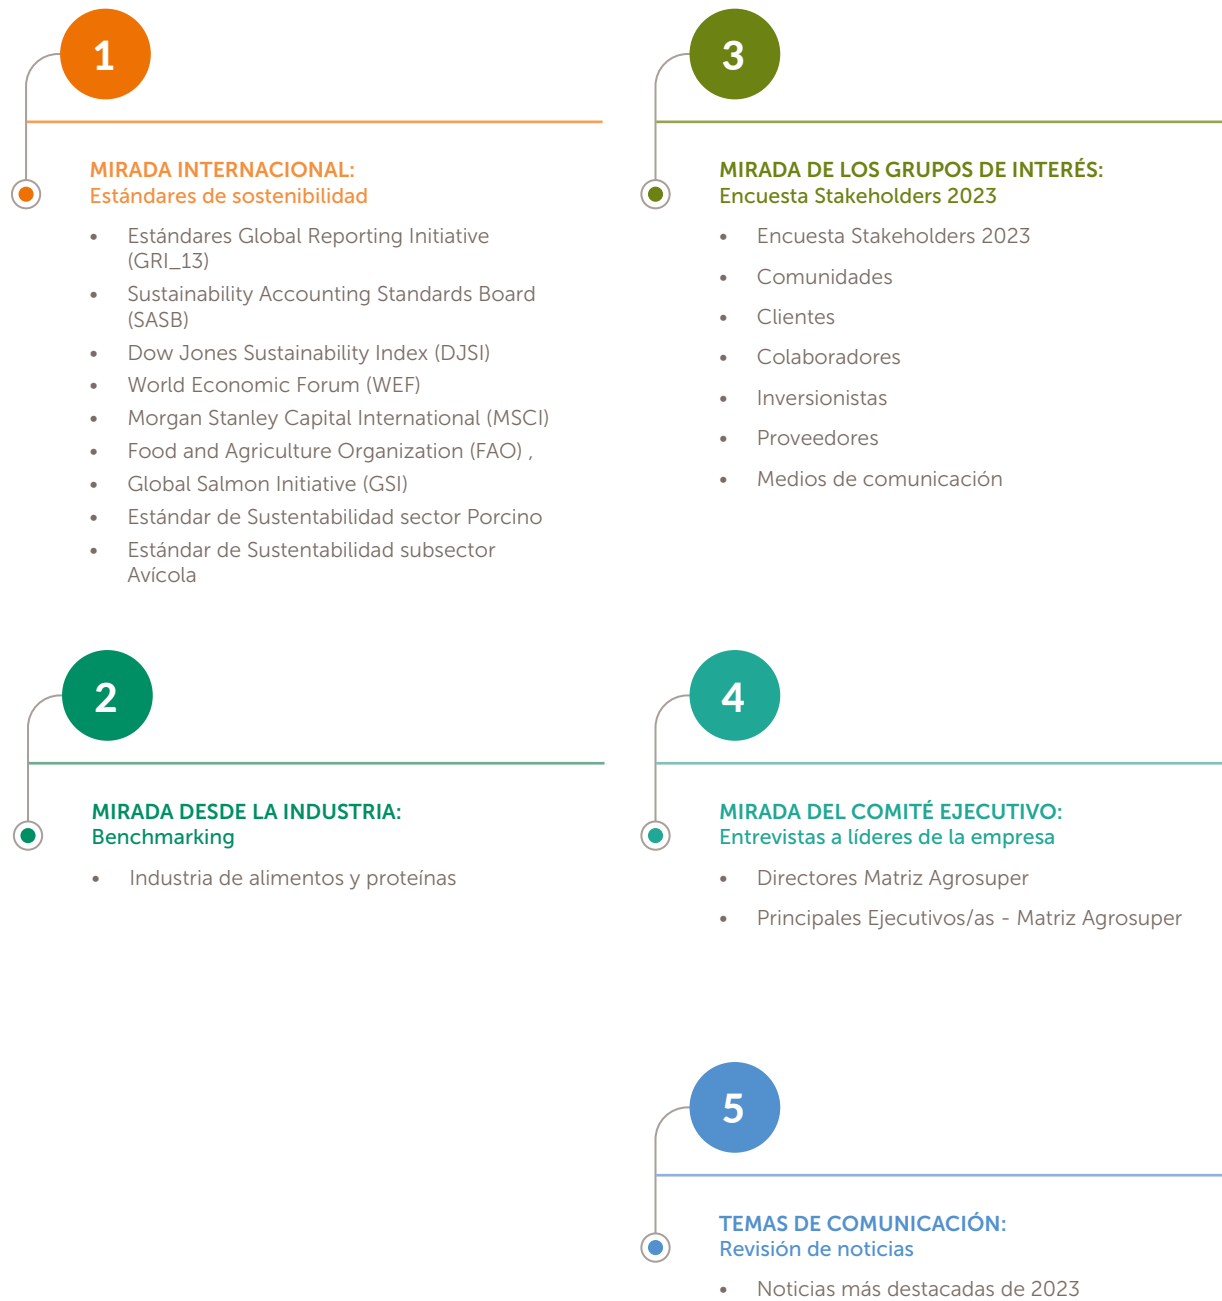 1
MIRADA INTERNACIONAL:
Estándares de sostenibilidad
• Estándares Global Reporting Initiative
(GRI_13)
• Sustainability Accounting Standards Board
(SASB)
• Dow Jones Sustainability Index (DJSI)
• World Economic Forum (WEF)
• Morgan Stanley Capital International (MSCI)
• Food and Agriculture Organization (FAO) ,
• Global Salmon Initiative (GSI)
• Estándar de Sustentabilidad sector Porcino
• Estándar de Sustentabilidad subsector
Avícola
2
MIRADA DESDE LA INDUSTRIA:
Benchmarking
• Industria de alimentos y proteínas
3
MIRADA DE LOS GRUPOS DE INTERÉS:
Encuesta Stakeholders 2023
• Encuesta Stakeholders 2023
• Comunidades
• Clientes
• Colaboradores
• Inversionistas
• Proveedores
• Medios de comunicación
4
MIRADA DEL COMITÉ EJECUTIVO:
Entrevistas a líderes de la empresa
• Directores Matriz Agrosuper
• Principales Ejecutivos/as - Matriz Agrosuper
5
TEMAS DE COMUNICACIÓN:
Revisión de noticias
• Noticias más destacadas de 2023